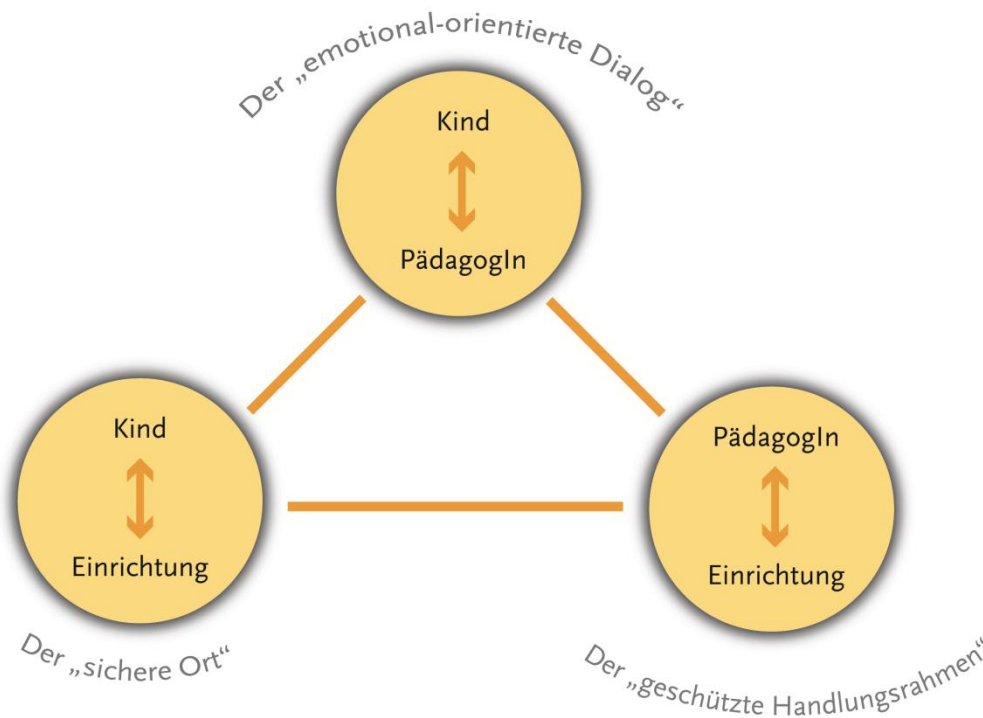 Der „emotional-orientierte Dialog“
Kind
PädagogIn
Kind
Einrichtung
Der „sichere Ort“
PädagogIn
Einrichtung
Der „geschützte Handlungsrahmen“